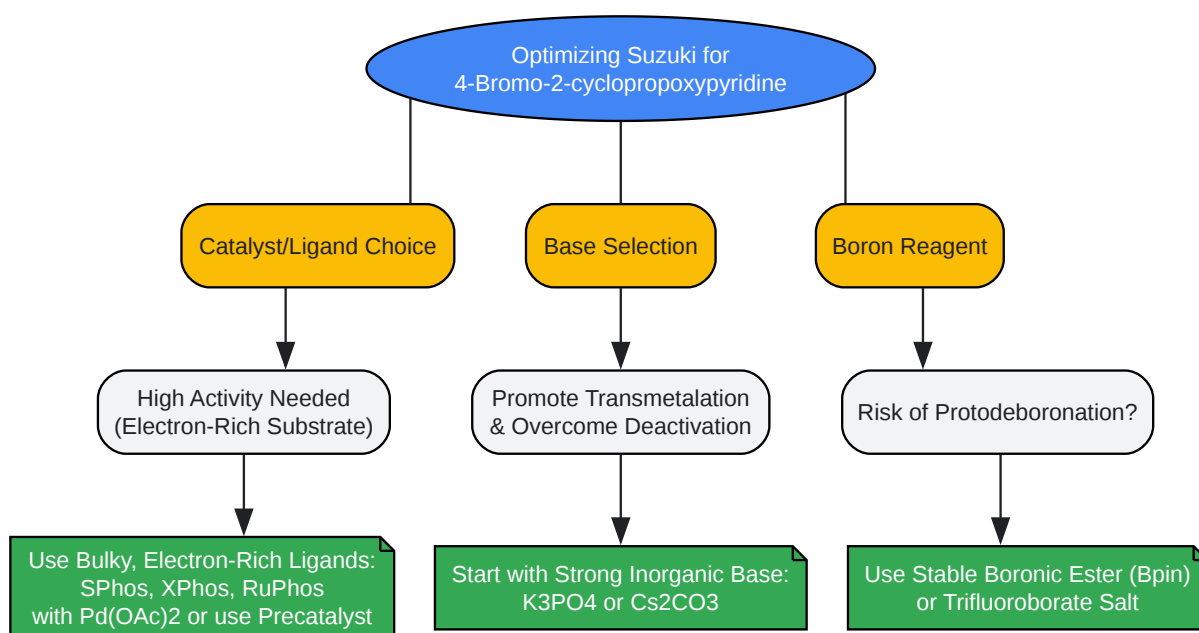 Optimizing Suzuki for
4-Bromo-2-cyclopropoxypyridine
Catalyst/Ligand Choice
Base Selection
Boron Reagent
High Activity Needed
(Electron-Rich Substrate)
Promote Transmetalation
& Overcome Deactivation
Risk of Protodeboronation?
Use Bulky, Electron-Rich Ligands:
SPhos, XPhos, RuPhos
with Pd(OAc)2 or use Precatalyst
Start with Strong Inorganic Base:
K3PO4 or Cs2CO3
Use Stable Boronic Ester (Bpin)
or Trifluoroborate Salt